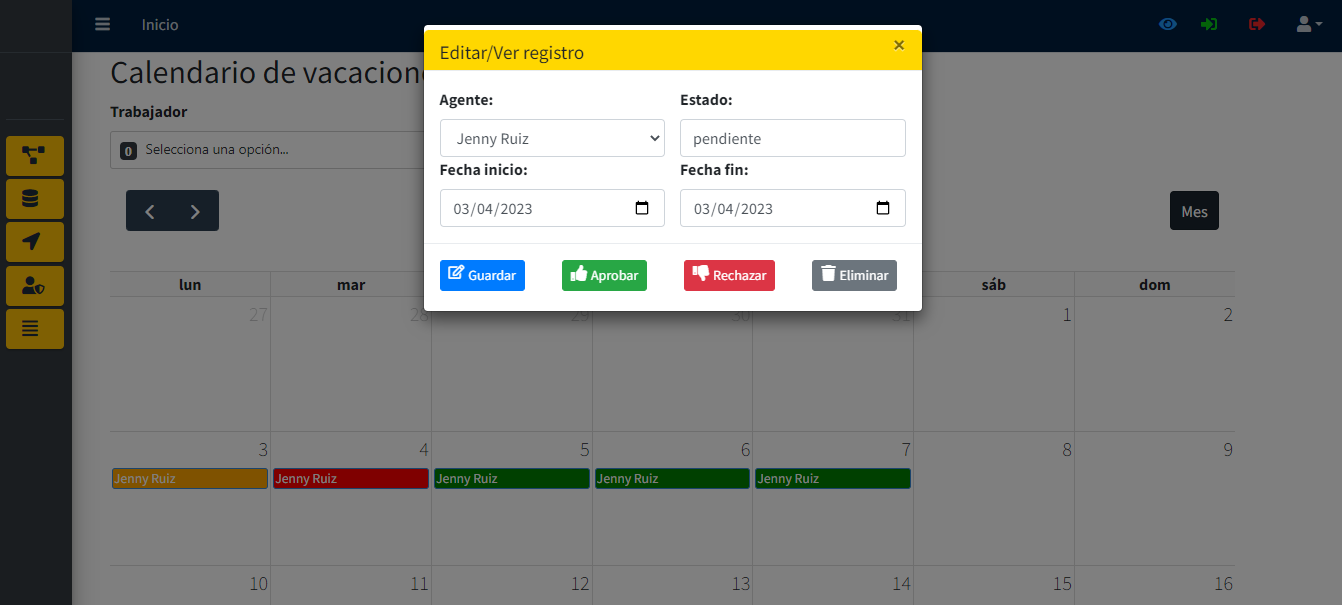 Inicio
Editar/Ver registro
×
Calendario de vacacion
Agente:
Estado:
Trabajador
Jenny Ruiz
pendiente
0 Selecciona una opción...
Fecha inicio:
Fecha fin:
03/04/2023
03/04/2023
Mes
Guardar
Aprobar
Rechazar
Eliminar
lun
mar
sáb
dom
27
28
29
30
31
1
2
3
4
5
6
7
8
9
Jenny Ruiz
Jenny Ruiz
Jenny Ruiz
Jenny Ruiz
Jenny Ruiz
10
11
12
13
14
15
16